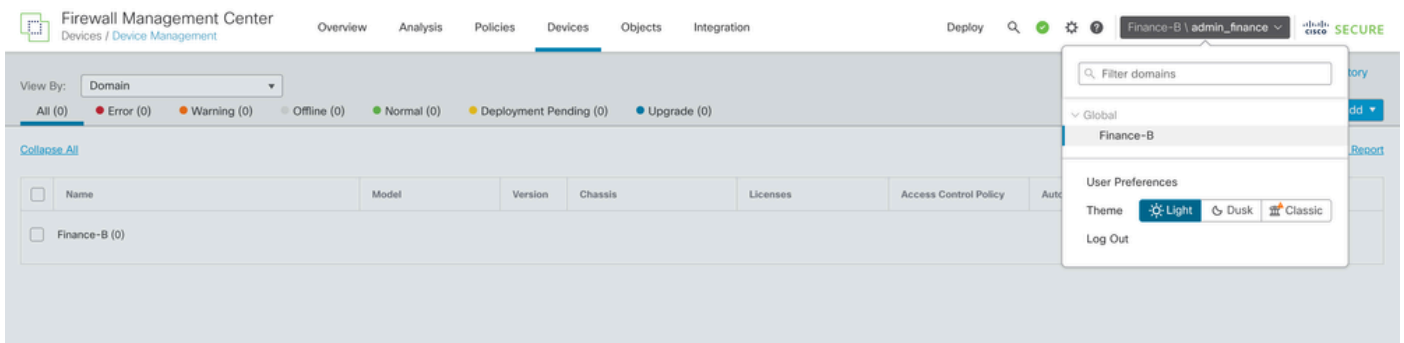 Firewall Management Center
Devices / Device Management
Overview Analysis Policies Devices Objects Integration Deploy Finance-B \ admin_finance cisco SECURE
Filter domains
View By: Domain
All (0) Error (0) Warning (0) Offline (0) Normal (0) Deployment Pending (0) Upgrade (0)
Global
Finance-B
Collapse All Report
Name Model Version Chassis Licenses Access Control Policy
User Preferences
Theme Light Dusk Classic
Finance-B (0)
Log Out